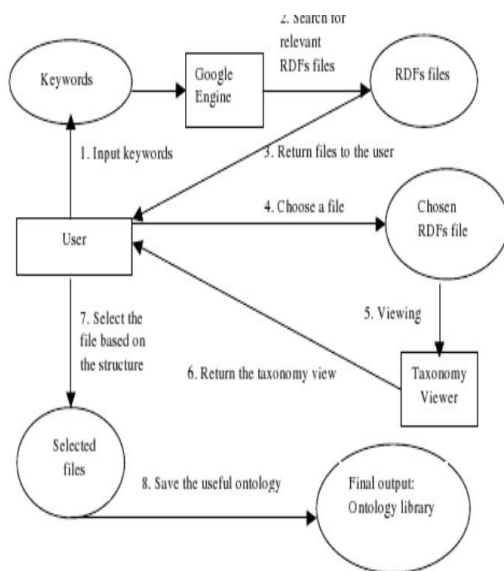 2. Search for
relevant
RDFs files
Keywords
Google
Engine
RDFs files
1. Input keywords
3. Return files to the user
4. Choose a file
User
Chosen
RDFs file
7. Select the
file based on
the structure
5. Viewing
6. Return the taxonomy view
Taxonomy
Viewer
Selected
files
8. Save the useful ontology
Final output:
Ontology library